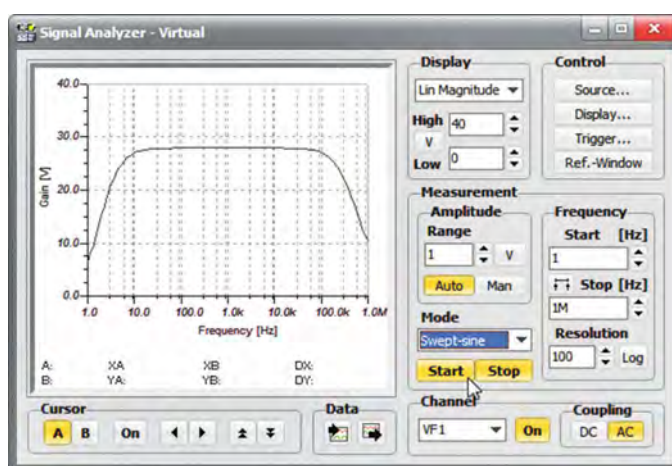 Signal Analyzer - Virtual
40.0
30.0
20.0
10.0
0.0
Gain [V]
1.0 10.0 100.0 1.0k 10.0k 100.0k 1.0M
Frequency [Hz]
A: XA XB DX:
B: YA: YB: DY:
Cursor
A B On
Data
Display
Lin Magnitude
High 40
V
Low 0
Control
Source...
Display...
Trigger...
Ref.-Window
Measurement
Amplitude
Range
1 V
Auto Man
Mode
Swept-sine
Start Stop
Frequency
Start [Hz]
1
Stop [Hz]
1M
Resolution
100 Log
Channel
VF1 On
Coupling
DC AC